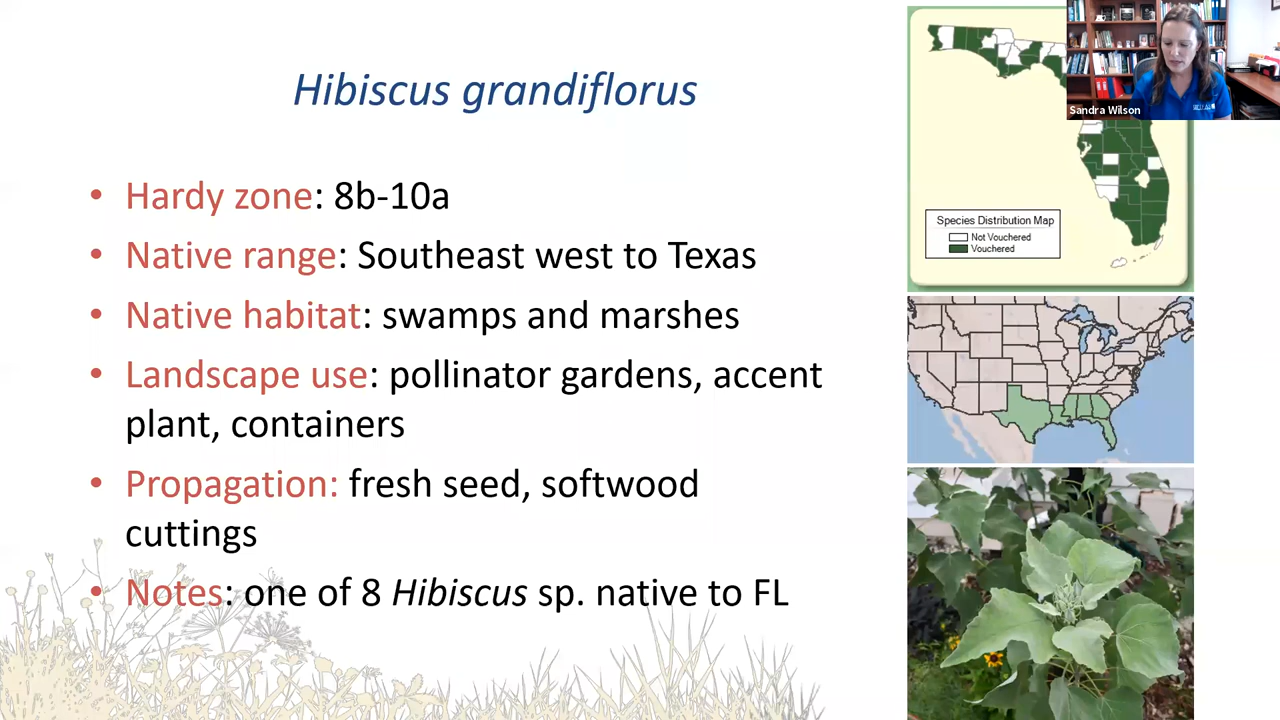 Hibiscus grandiflorus
• Hardy zone: 8b-10a
• Native range: Southeast west to Texas
• Native habitat: swamps and marshes
• Landscape use: pollinator gardens, accent
plant, containers
• Propagation: fresh seed, softwood
cuttings
• Notes: one of 8 Hibiscus sp. native to FL
Species Distribution Map
Not Vouchered
Vouchered
Sandra Wilson